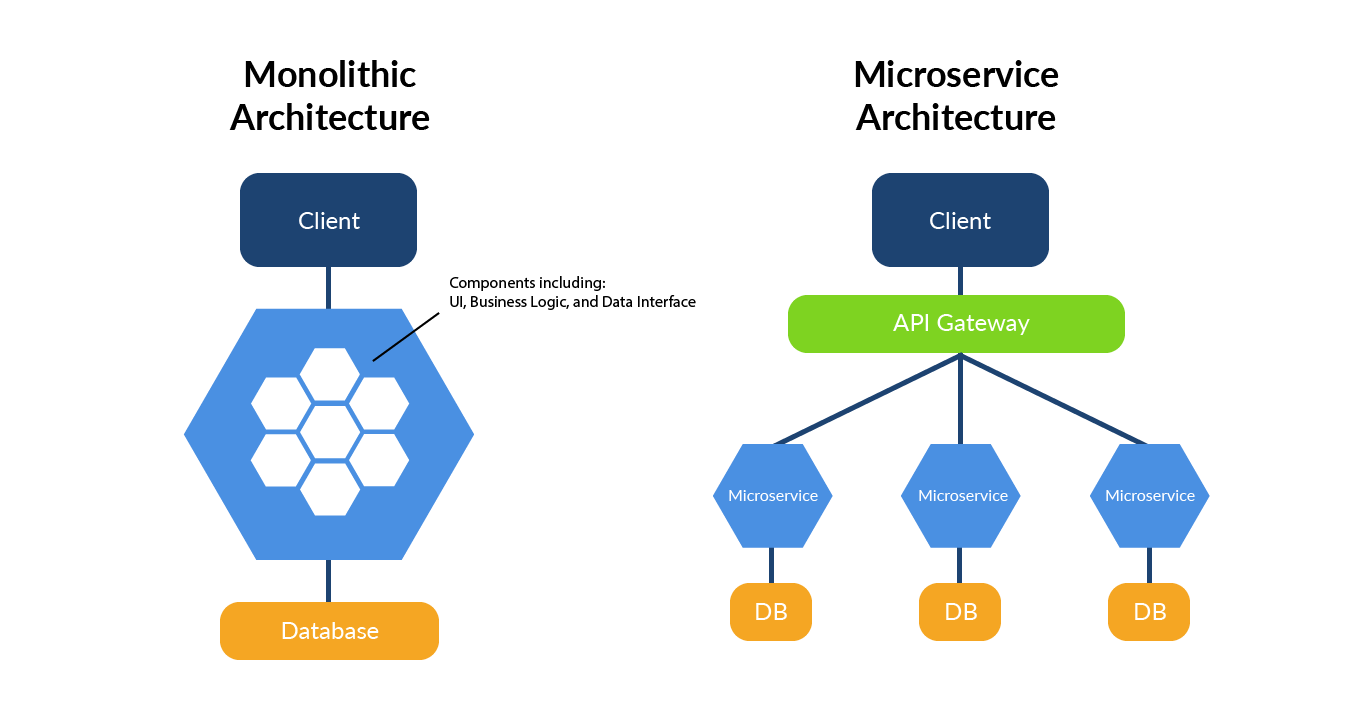 Monolithic
Architecture
Client
Components including:
UI, Business Logic, and Data Interface
Database
Microservice
Architecture
Client
API Gateway
Microservice
Microservice
Microservice
DB
DB
DB